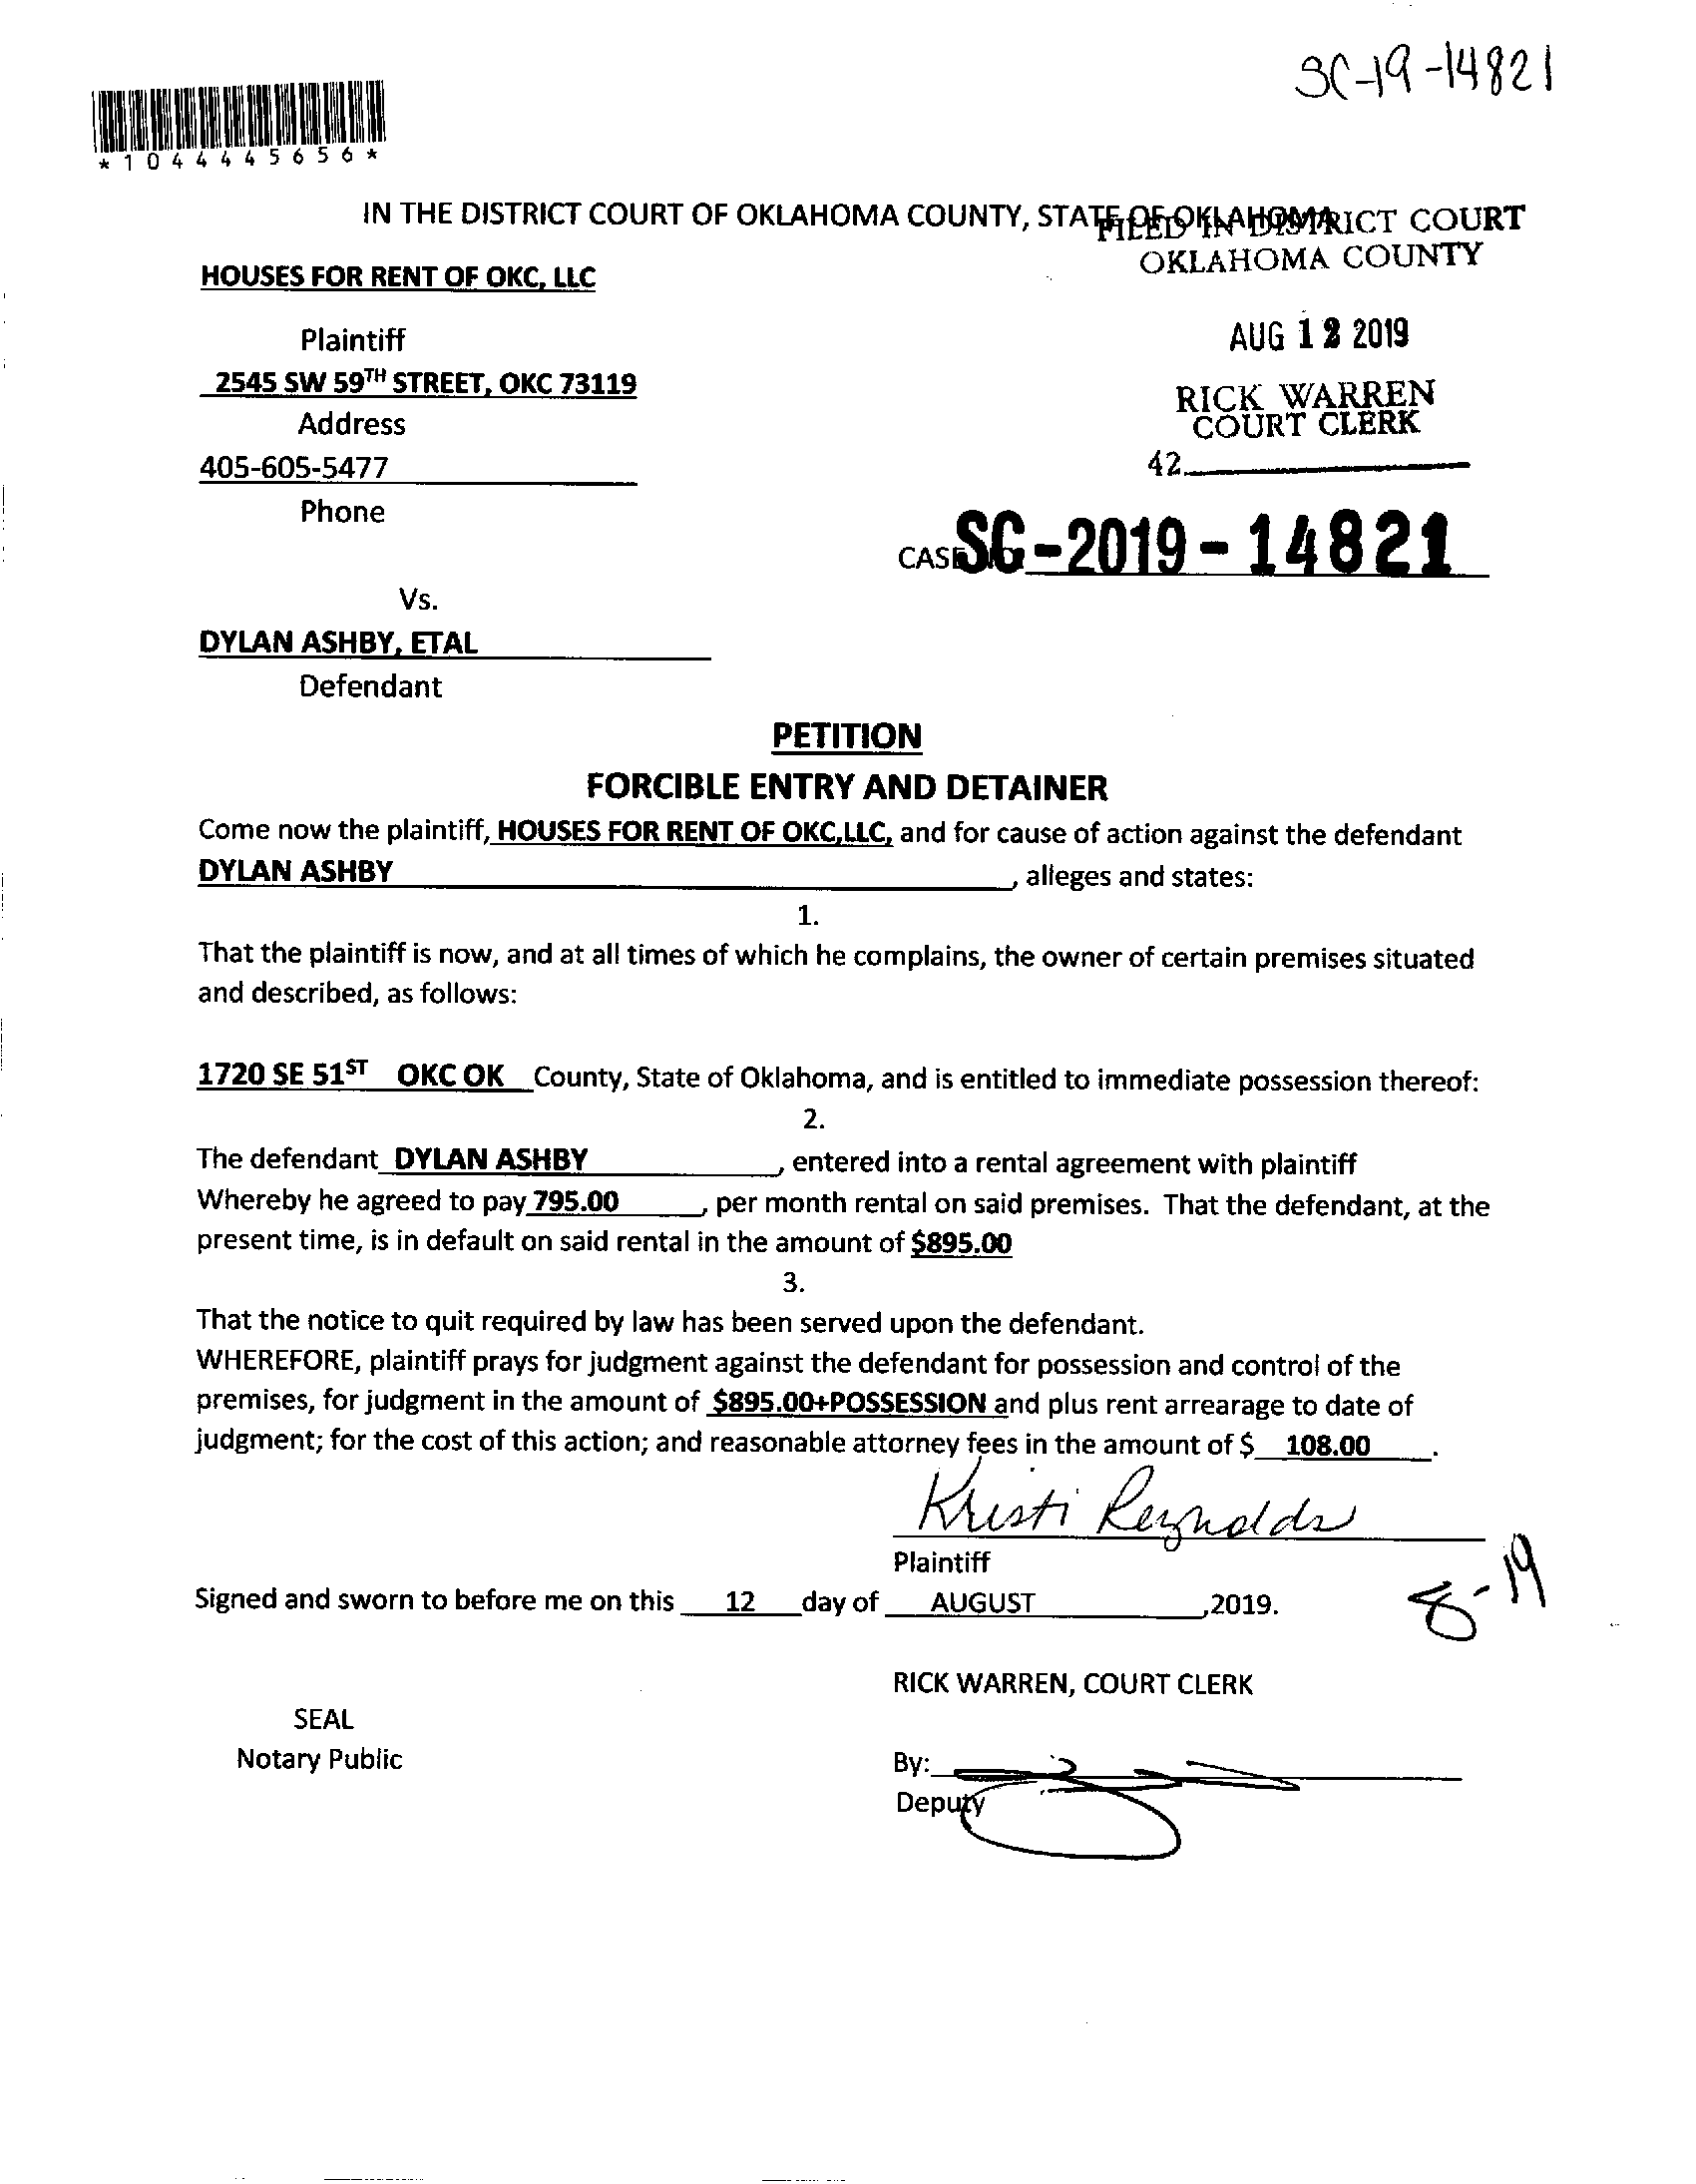 SC-19-14821
*1044445656*
IN THE DISTRICT COURT OF OKLAHOMA COUNTY, STATE OF OKLAHOMA
FILED IN DISTRICT COURT
OKLAHOMA COUNTY
HOUSES FOR RENT OF OKC, LLC
Plaintiff
AUG 12 2019
2545 SW 59TH STREET, OKC 73119
RICK WARREN
Address
COURT CLERK
405-605-5477
42
Phone
CASE SC-2019-14821
Vs.
DYLAN ASHBY, ETAL
Defendant
PETITION
FORCIBLE ENTRY AND DETAINER
Come now the plaintiff, HOUSES FOR RENT OF OKC,LLC, and for cause of action against the defendant
DYLAN ASHBY, alleges and states:
1.
That the plaintiff is now, and at all times of which he complains, the owner of certain premises situated
and described, as follows:
1720 SE 51ST OKC OK County, State of Oklahoma, and is entitled to immediate possession thereof:
2.
The defendant DYLAN ASHBY, entered into a rental agreement with plaintiff
Whereby he agreed to pay 795.00, per month rental on said premises. That the defendant, at the
present time, is in default on said rental in the amount of $895.00
3.
That the notice to quit required by law has been served upon the defendant.
WHEREFORE, plaintiff prays for judgment against the defendant for possession and control of the
premises, for judgment in the amount of $895.00+POSSESSION and plus rent arrearage to date of
judgment; for the cost of this action; and reasonable attorney fees in the amount of $ 108.00.
Kristi Reynolds
Plaintiff
8-19
Signed and sworn to before me on this 12 day of AUGUST,2019.
RICK WARREN, COURT CLERK
SEAL
Notary Public
By:
Deputy